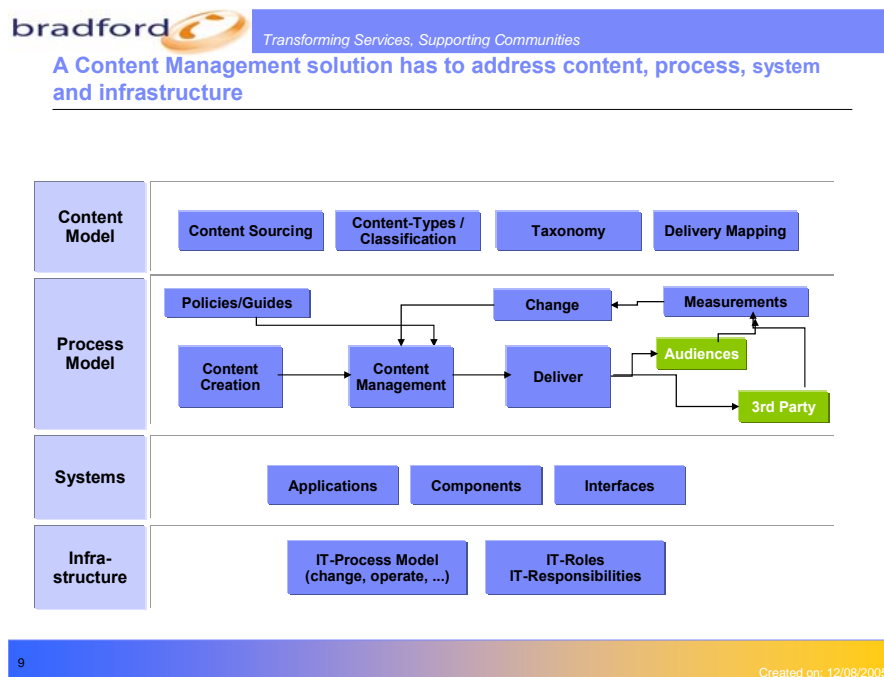 bradford
Transforming Services, Supporting Communities
A Content Management solution has to address content, process, system
and infrastructure
Content
Model
Content Sourcing
Content-Types /
Classification
Taxonomy
Delivery Mapping
Process
Model
Policies/Guides
Change
Measurements
Content
Creation
Content
Management
Deliver
Audiences
3rd Party
Systems
Applications
Components
Interfaces
Infra-
structure
IT-Process Model
(change, operate, ...)
IT-Roles
IT-Responsibilities
9
Created on: 12/08/2005